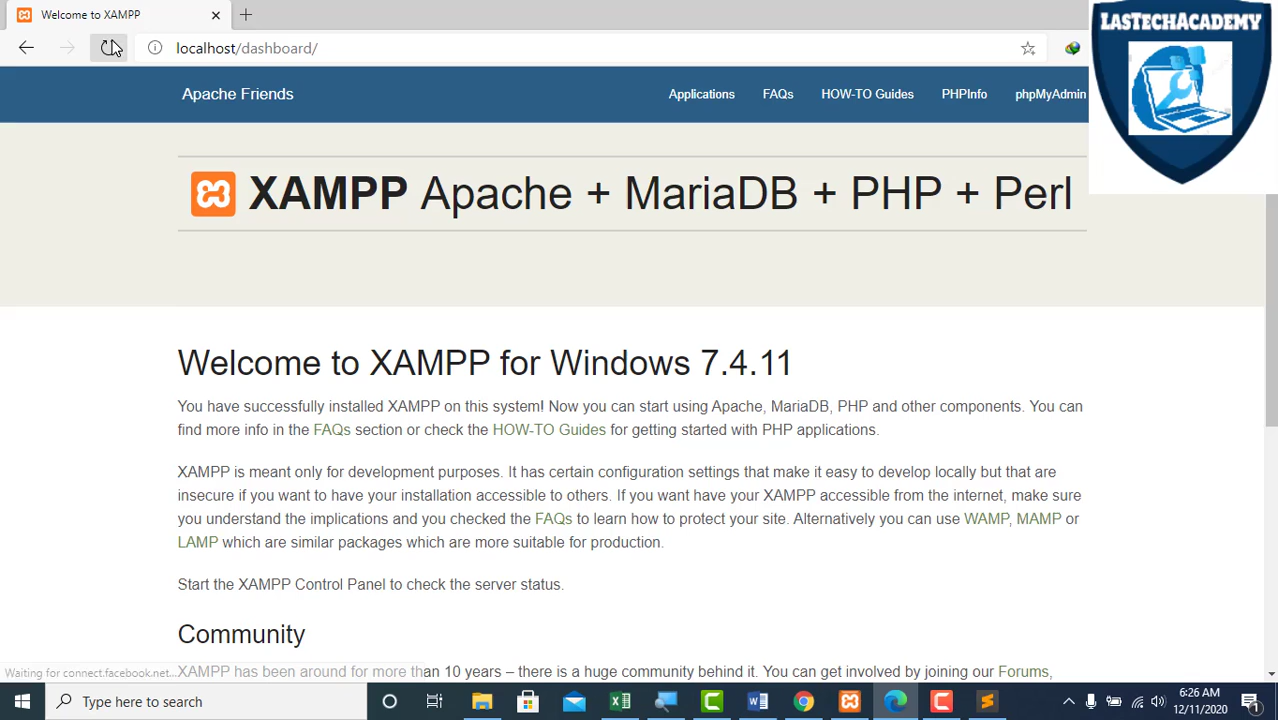 Welcome to XAMPP
LASTECHACADEMY
localhost/dashboard/
Apache Friends
Applications
FAQs
HOW-TO Guides
PHPInfo
phpMyAdmin
XAMPP Apache + MariaDB + PHP + Perl
Welcome to XAMPP for Windows 7.4.11
You have successfully installed XAMPP on this system! Now you can start using Apache, MariaDB, PHP and other components. You can
find more info in the FAQs section or check the HOW-TO Guides for getting started with PHP applications.
XAMPP is meant only for development purposes. It has certain configuration settings that make it easy to develop locally but that are
insecure if you want to have your installation accessible to others. If you want have your XAMPP accessible from the internet, make sure
you understand the implications and you checked the FAQs to learn how to protect your site. Alternatively you can use WAMP, MAMP or
LAMP which are similar packages which are more suitable for production.
Start the XAMPP Control Panel to check the server status.
Community
XAMPP has been around for more than 10 years – there is a huge community behind it. You can get involved by joining our Forums,
Waiting for connect.facebook.net...
Type here to search
6:26 AM
12/11/2020
1